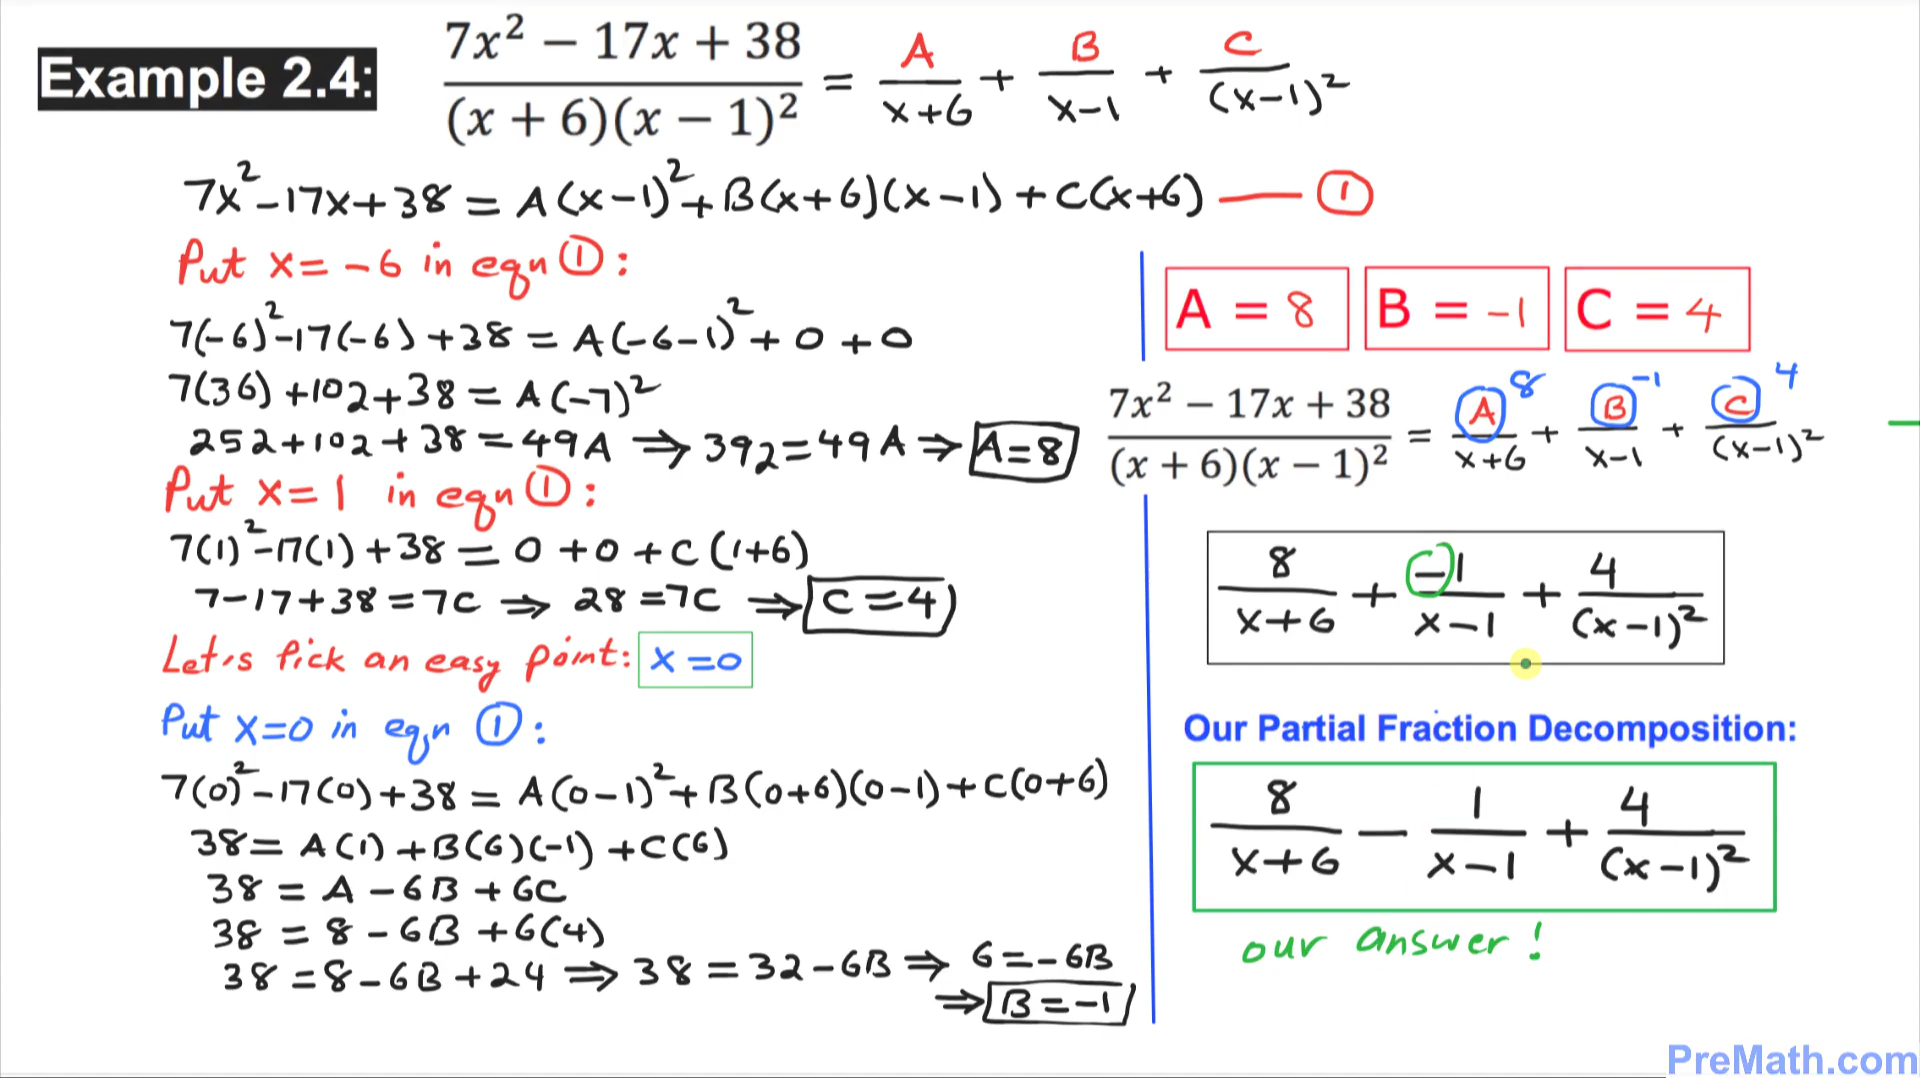 Example 2.4:
7x² − 17x + 38 / (x + 6)(x − 1)² = A/(x+6) + B/(x−1) + C/(x−1)²
7x²−17x+38 = A(x−1)²+B(x+6)(x−1)+C(x+6) —— ①
Put x=−6 in eqn ①:
7(−6)²−17(−6)+38 = A(−6−1)²+0+0
7(36)+102+38 = A(−7)²
252+102+38=49A ⇒ 392=49A ⇒ A=8
Put x=1 in eqn ①:
7(1)²−17(1)+38 = 0+0+C(1+6)
7−17+38=7C ⇒ 28=7C ⇒ C=4
Let's pick an easy point: x=0
Put x=0 in eqn ①:
7(0)²−17(0)+38 = A(0−1)²+B(0+6)(0−1)+C(0+6)
38= A(1)+B(6)(−1)+C(6)
38 = A−6B+6C
38 = 8−6B+6(4)
38=8−6B+24 ⇒ 38=32−6B ⇒ 6=−6B
⇒ B=−1
A = 8 B = −1 C = 4
8 −1 4
7x² − 17x + 38 / (x + 6)(x − 1)² = A/(x+6) + B/(x−1) + C/(x−1)²
8/(x+6) + −1/(x−1) + 4/(x−1)²
Our Partial Fraction Decomposition:
8/(x+6) − 1/(x−1) + 4/(x−1)²
our answer!
PreMath.com